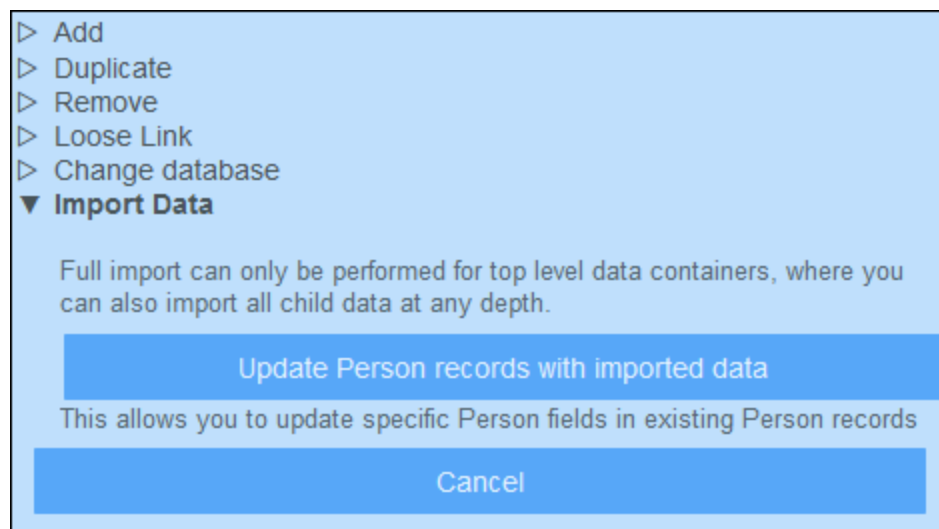 Add
Duplicate
Remove
Loose Link
Change database
Import Data
Full import can only be performed for top level data containers, where you
can also import all child data at any depth.
Update Person records with imported data
This allows you to update specific Person fields in existing Person records
Cancel